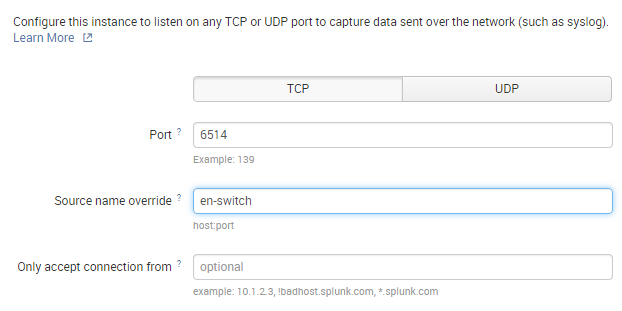 Configure this instance to listen on any TCP or UDP port to capture data sent over the network (such as syslog).
Learn More
TCP UDP
Port ? 6514
Example: 139
Source name override ? en-switch
host:port
Only accept connection from ? optional
example: 10.1.2.3, !badhost.splunk.com, *.splunk.com